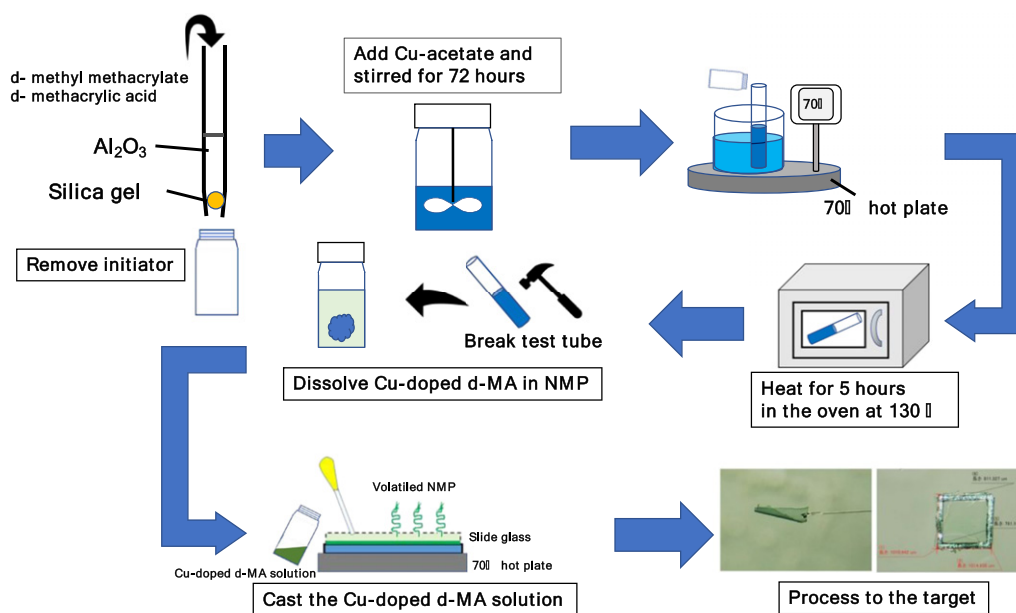 d- methyl methacrylate
d- methacrylic acid
Al₂O₃
Silica gel
Remove initiator
Add Cu-acetate and
stirred for 72 hours
70▯
70▯ hot plate
Heat for 5 hours
in the oven at 130 ▯
Break test tube
Dissolve Cu-doped d-MA in NMP
Volatiled NMP
Slide glass
Cu-doped d-MA solution
70▯ hot plate
Cast the Cu-doped d-MA solution
Process to the target